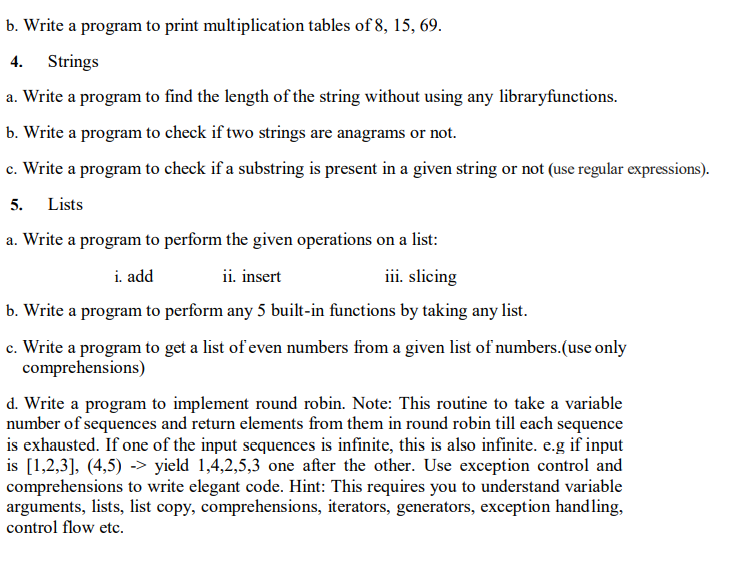 b. Write a program to print multiplication tables of 8, 15, 69.
4. Strings
a. Write a program to find the length of the string without using any libraryfunctions.
b. Write a program to check if two strings are anagrams or not.
c. Write a program to check if a substring is present in a given string or not (use regular expressions).
5. Lists
a. Write a program to perform the given operations on a list:
i. add ii. insert iii. slicing
b. Write a program to perform any 5 built-in functions by taking any list.
c. Write a program to get a list of even numbers from a given list of numbers.(use only
comprehensions)
d. Write a program to implement round robin. Note: This routine to take a variable
number of sequences and return elements from them in round robin till each sequence
is exhausted. If one of the input sequences is infinite, this is also infinite. e.g if input
is [1,2,3], (4,5) -> yield 1,4,2,5,3 one after the other. Use exception control and
comprehensions to write elegant code. Hint: This requires you to understand variable
arguments, lists, list copy, comprehensions, iterators, generators, exception handling,
control flow etc.